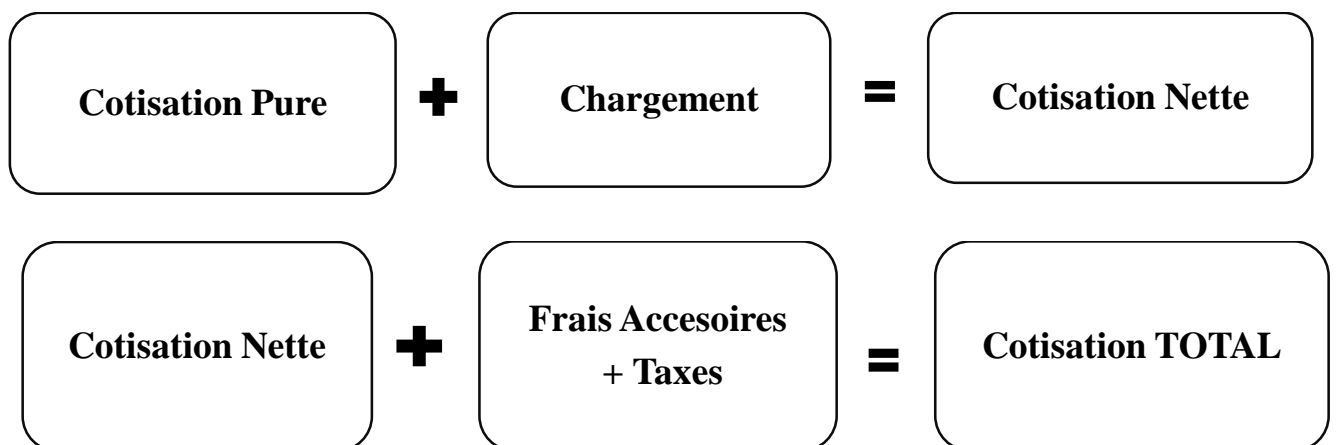 Cotisation Pure + Chargement = Cotisation Nette
Cotisation Nette + Frais Accesoires
+ Taxes = Cotisation TOTAL